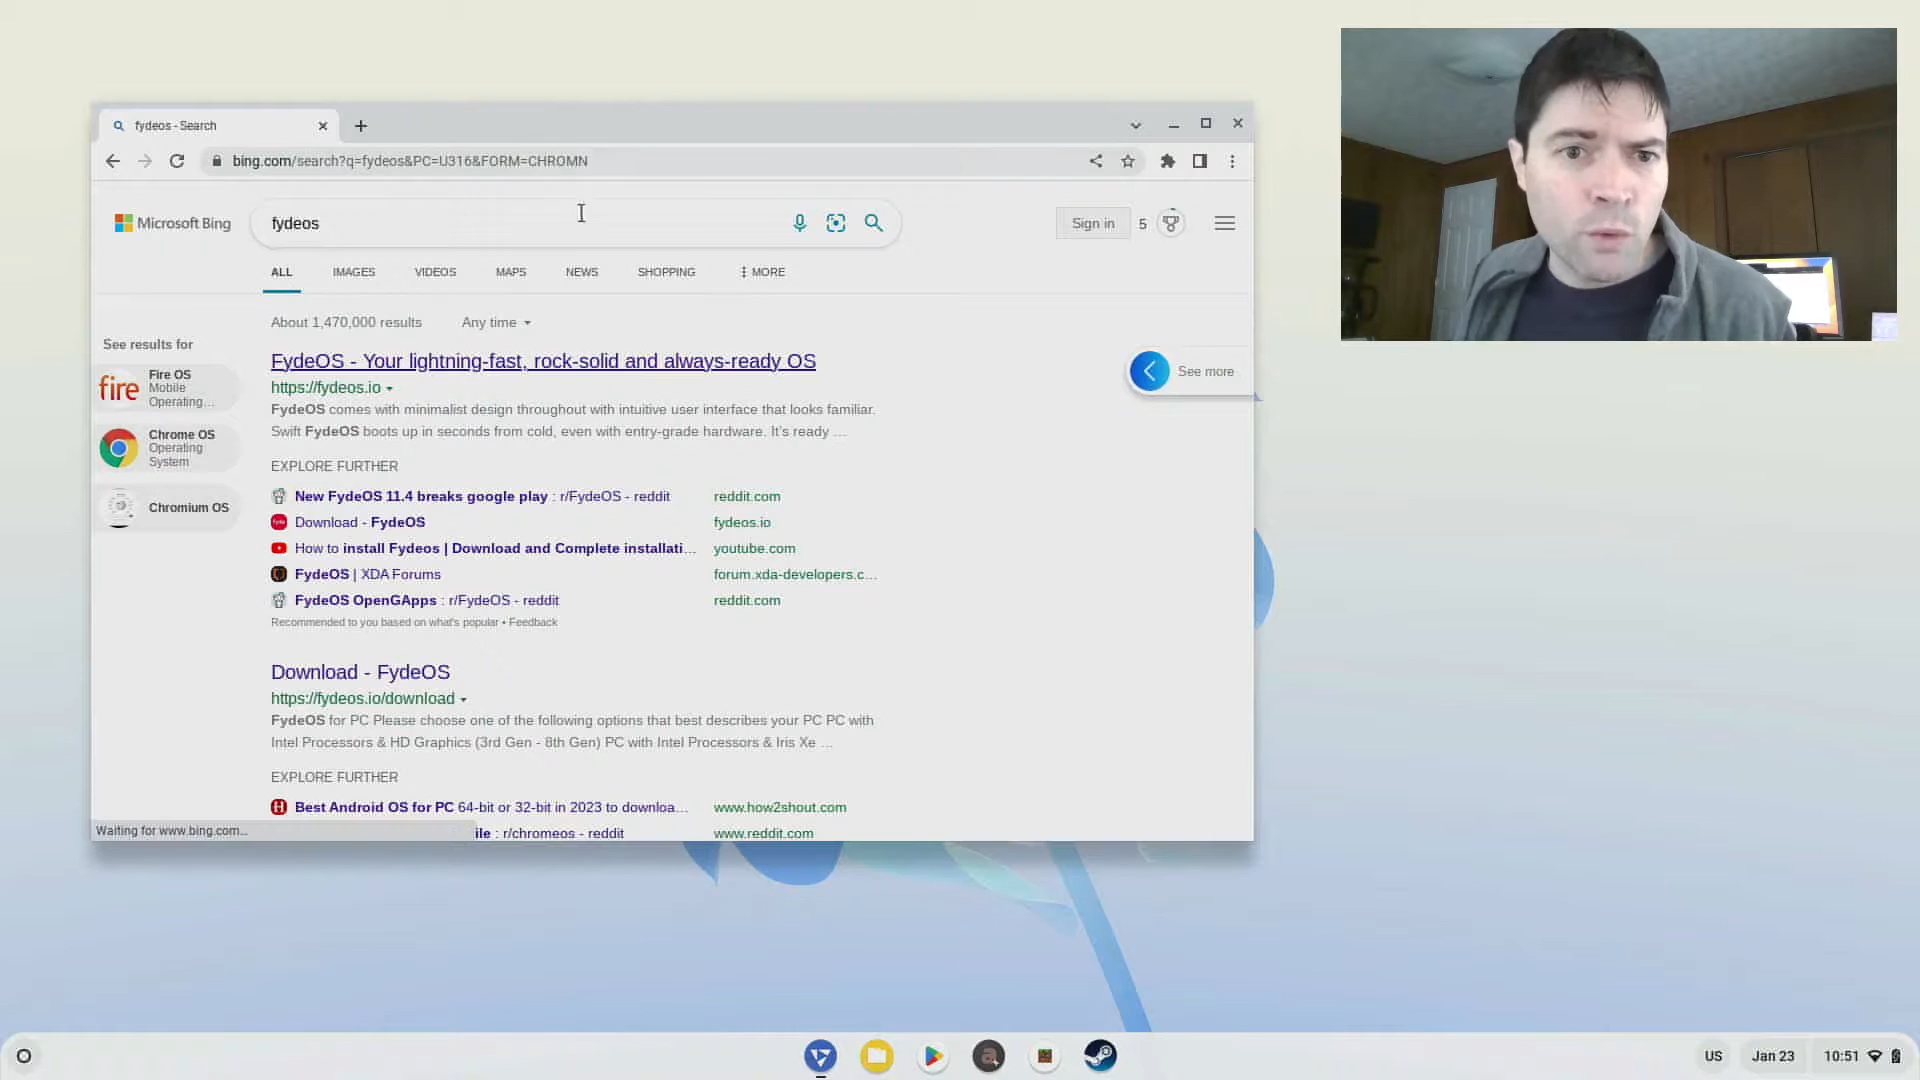 fydeos - Search
bing.com/search?q=fydeos&PC=U316&FORM=CHROMN
Microsoft Bing
fydeos
Sign in
5
ALL
IMAGES
VIDEOS
MAPS
NEWS
SHOPPING
MORE
About 1,470,000 results
Any time
See results for
fire
Fire OS
Mobile
Operating...
Chrome OS
Operating
System
Chromium OS
FydeOS - Your lightning-fast, rock-solid and always-ready OS
https://fydeos.io
FydeOS comes with minimalist design throughout with intuitive user interface that looks familiar.
Swift FydeOS boots up in seconds from cold, even with entry-grade hardware. It's ready ...
See more
EXPLORE FURTHER
New FydeOS 11.4 breaks google play : r/FydeOS - reddit reddit.com
Download - FydeOS fydeos.io
How to install Fydeos | Download and Complete installati... youtube.com
FydeOS | XDA Forums forum.xda-developers.c...
FydeOS OpenGApps : r/FydeOS - reddit reddit.com
Recommended to you based on what's popular • Feedback
Download - FydeOS
https://fydeos.io/download
FydeOS for PC Please choose one of the following options that best describes your PC PC with
Intel Processors & HD Graphics (3rd Gen - 8th Gen) PC with Intel Processors & Iris Xe ...
EXPLORE FURTHER
Best Android OS for PC 64-bit or 32-bit in 2023 to downloa... www.how2shout.com
Waiting for www.bing.com...
ile : r/chromeos - reddit www.reddit.com
US
Jan 23
10:51